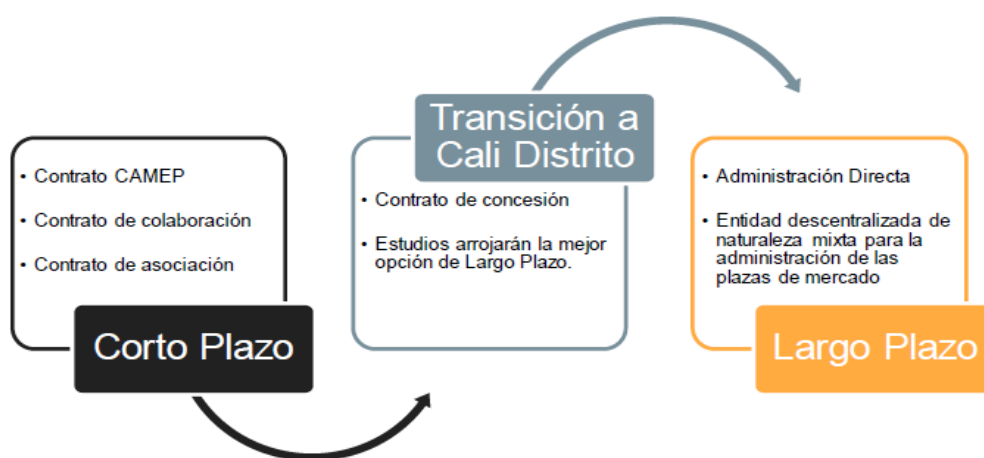 • Contrato CAMEP
• Contrato de colaboración
• Contrato de asociación
Corto Plazo
Transición a
Cali Distrito
• Contrato de concesión
• Estudios arrojarán la mejor
opción de Largo Plazo.
• Administración Directa
• Entidad descentralizada de
naturaleza mixta para la
administración de las
plazas de mercado
Largo Plazo